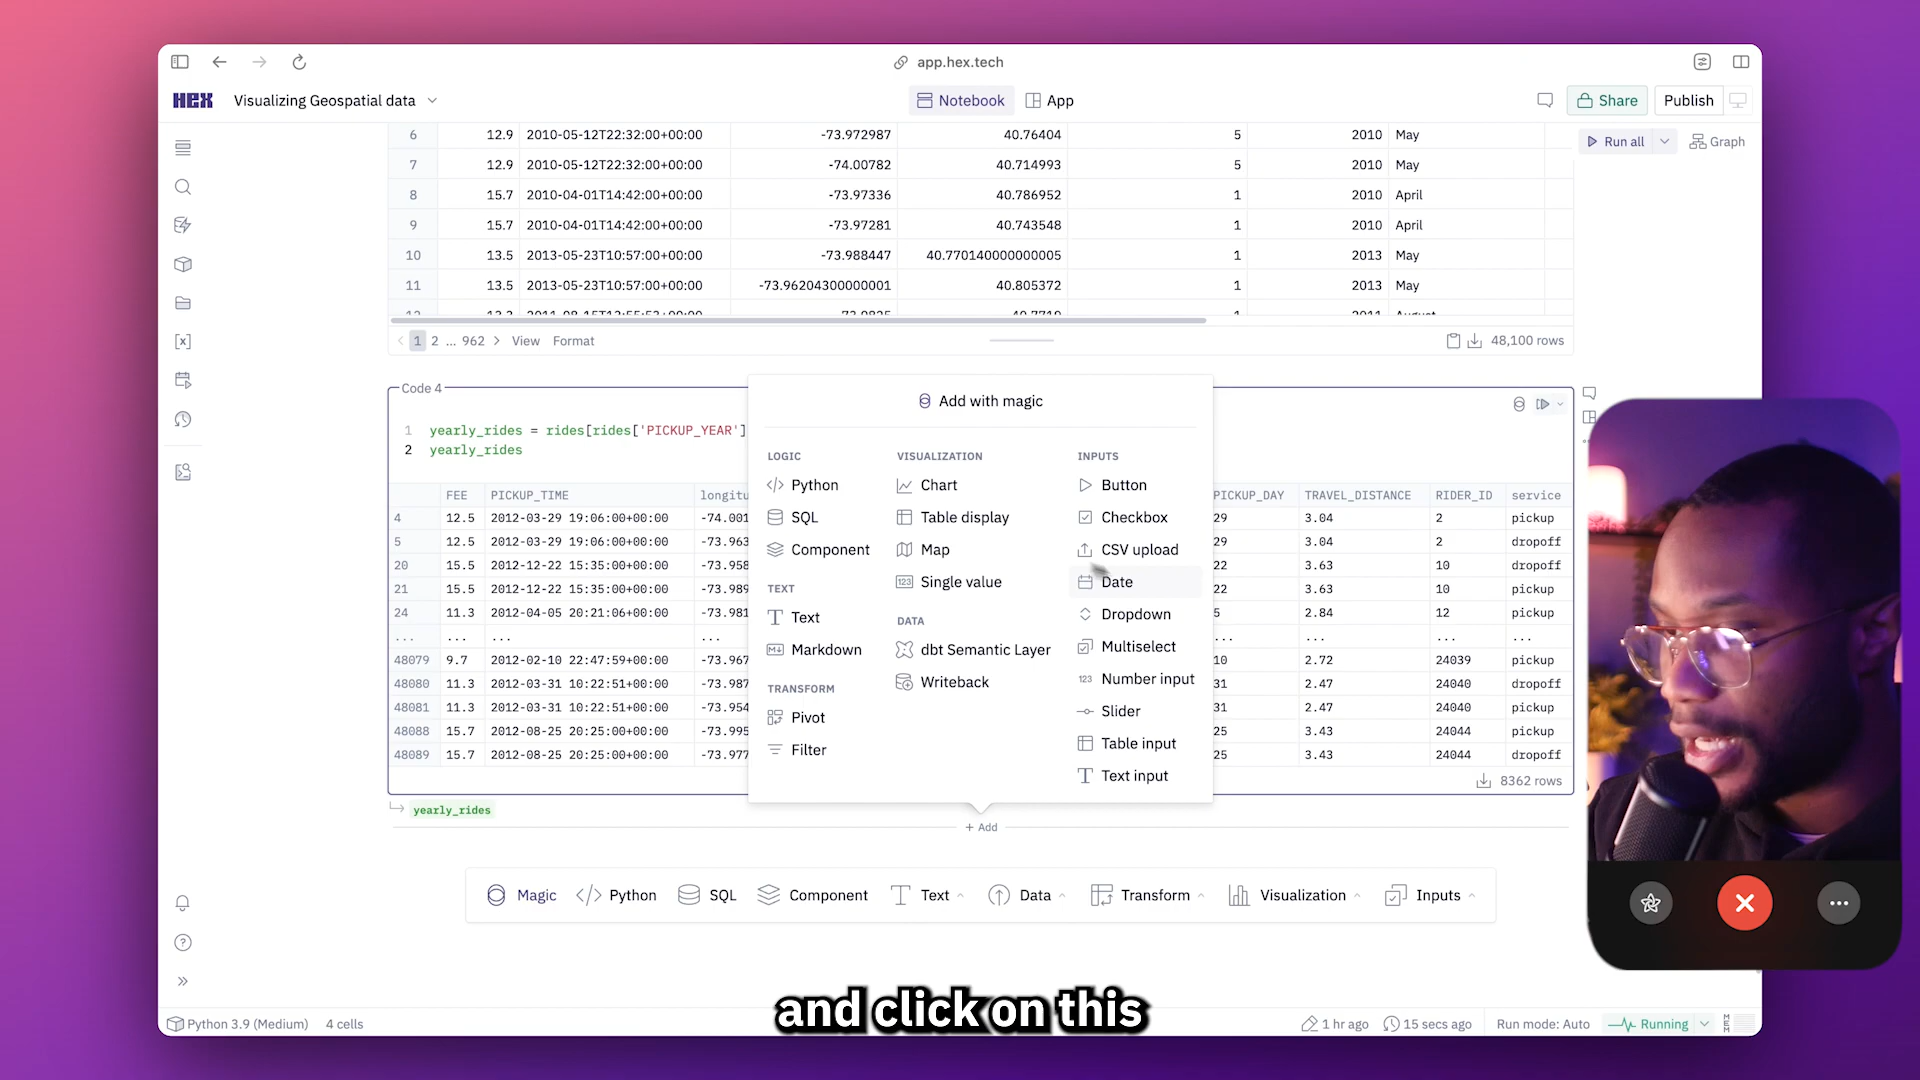 app.hex.tech
HEX Visualizing Geospatial data Notebook App Share Publish
Run all Graph
6 12.9 2010-05-12T22:32:00+00:00 -73.972987 40.76404 5 2010 May
7 12.9 2010-05-12T22:32:00+00:00 -74.00782 40.714993 5 2010 May
8 15.7 2010-04-01T14:42:00+00:00 -73.97336 40.786952 1 2010 April
9 15.7 2010-04-01T14:42:00+00:00 -73.97281 40.743548 1 2010 April
10 13.5 2013-05-23T10:57:00+00:00 -73.988447 40.770140000000005 1 2013 May
11 13.5 2013-05-23T10:57:00+00:00 -73.96204300000001 40.805372 1 2013 May
1 2 ... 962 View Format 48,100 rows
Code 4
1 yearly_rides = rides[rides['PICKUP_YEAR']
2 yearly_rides
FEE PICKUP_TIME longitu PICKUP_DAY TRAVEL_DISTANCE RIDER_ID service
4 12.5 2012-03-29 19:06:00+00:00 -74.001 29 3.04 2 pickup
5 12.5 2012-03-29 19:06:00+00:00 -73.963 29 3.04 2 dropoff
20 15.5 2012-12-22 15:35:00+00:00 -73.958 22 3.63 10 dropoff
21 15.5 2012-12-22 15:35:00+00:00 -73.989 22 3.63 10 pickup
24 11.3 2012-04-05 20:21:06+00:00 -73.981 5 2.84 12 pickup
... ... ... ... ... ... ... ...
48079 9.7 2012-02-10 22:47:59+00:00 -73.967 10 2.72 24039 pickup
48080 11.3 2012-03-31 10:22:51+00:00 -73.987 31 2.47 24040 dropoff
48081 11.3 2012-03-31 10:22:51+00:00 -73.954 31 2.47 24040 pickup
48088 15.7 2012-08-25 20:25:00+00:00 -73.995 25 3.43 24044 pickup
48089 15.7 2012-08-25 20:25:00+00:00 -73.977 25 3.43 24044 dropoff
8362 rows
yearly_rides
Add with magic
LOGIC
Python
SQL
Component
TEXT
Text
Markdown
TRANSFORM
Pivot
Filter
VISUALIZATION
Chart
Table display
Map
Single value
DATA
dbt Semantic Layer
Writeback
INPUTS
Button
Checkbox
CSV upload
Date
Dropdown
Multiselect
Number input
Slider
Table input
Text input
+ Add
Magic Python SQL Component Text Data Transform Visualization Inputs
and click on this
Python 3.9 (Medium) 4 cells 1 hr ago 15 secs ago Run mode: Auto Running